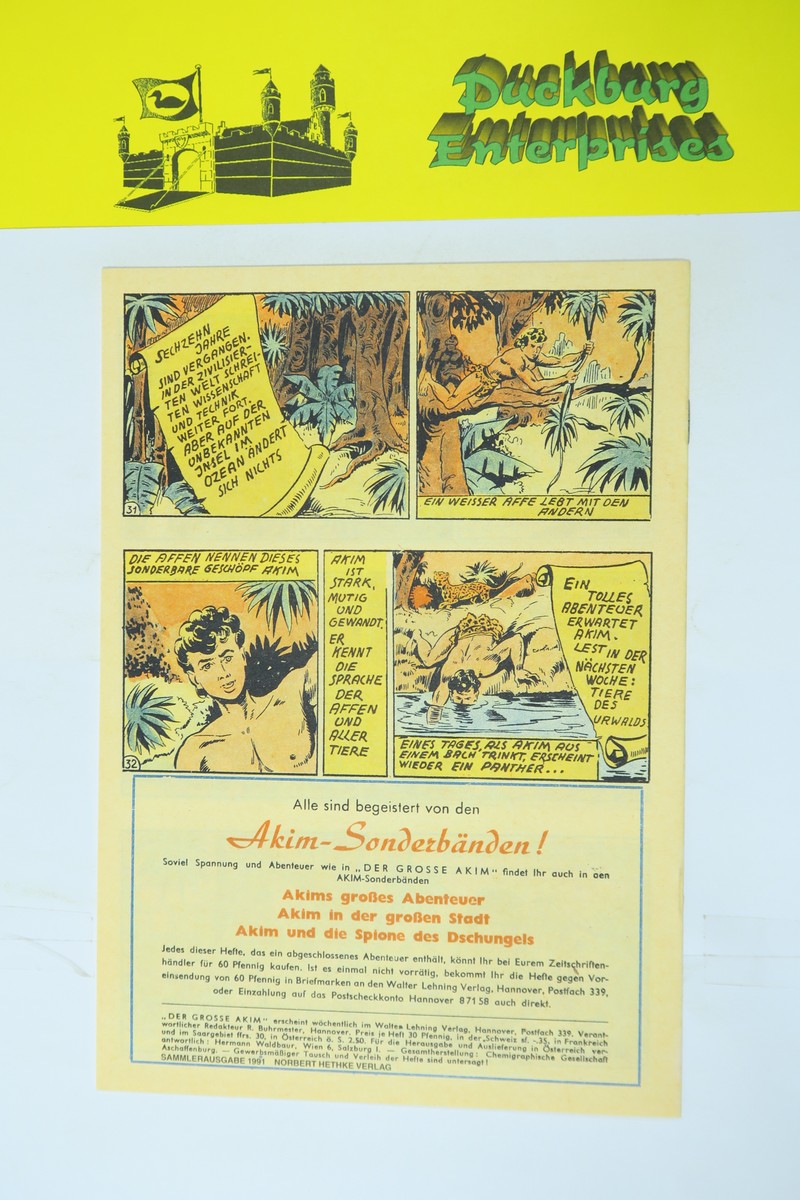 Duckburg
Enterprises
SECHZEHN
JAHRE
SIND VERGANGEN.
IN DER ZIVILISIER-
TEN WELT SCHREI-
TEN WISSENSCHAFT
UND TECHNIK
WEITER FORT.
ABER AUF DER
UNBEKANNTEN
INSEL IM
OZEAN ÄNDERT
SICH NICHTS
31
EIN WEISSER AFFE LEBT MIT DEN
ANDERN
DIE AFFEN NENNEN DIESES
SONDERBARE GESCHÖPF AKIM
32
AKIM
IST
STARK,
MUTIG
UND
GEWANDT.
ER
KENNT
DIE
SPRACHE
DER
AFFEN
UND
ALLER
TIERE
EIN
TOLLES
ABENTEUER
ERWARTET
AKIM.
LEST IN DER
NÄCHSTEN
WOCHE:
TIERE
DES
URWALDS
EINES TAGES, ALS AKIM AUS
EINEM BACH TRINKT, ERSCHEINT
WIEDER EIN PANTHER...
Alle sind begeistert von den
Akim-Sonderbänden!
Soviel Spannung und Abenteuer wie in „DER GROSSE AKIM" findet Ihr auch in den
AKIM-Sonderbänden
Akims großes Abenteuer
Akim in der großen Stadt
Akim und die Spione des Dschungels
Jedes dieser Hefte, das ein abgeschlossenes Abenteuer enthält, könnt Ihr bei Eurem Zeitschriften-
händler für 60 Pfennig kaufen. Ist es einmal nicht vorrätig, bekommt Ihr die Hefte gegen Vor-
einsendung von 60 Pfennig in Briefmarken an den Walter Lehning Verlag, Hannover, Postfach 339,
oder Einzahlung auf das Postscheckkonto Hannover 87158 auch direkt.
„DER GROSSE AKIM" erscheint wöchentlich im Walter Lehning Verlag, Hannover, Postfach 339. Verant-
wortlicher Redakteur R. Buhrmester, Hannover. Preis je Heft 30 Pfennig, in der Schweiz sf. -.35, in Frankreich
und im Saargebiet ffrs. 30, in Österreich ö. S. 2.50. Für die Herausgabe und Auslieferung in Österreich ver-
antwortlich: Hermann Waldbaur, Wien 6, Salzburg 1. — Gesamtherstellung: Chemigraphische Gesellschaft
Aschaffenburg. — Gewerbsmäßiger Tausch und Verleih der Hefte sind untersagt!
SAMMLERAUSGABE 1991 NORBERT HETHKE VERLAG